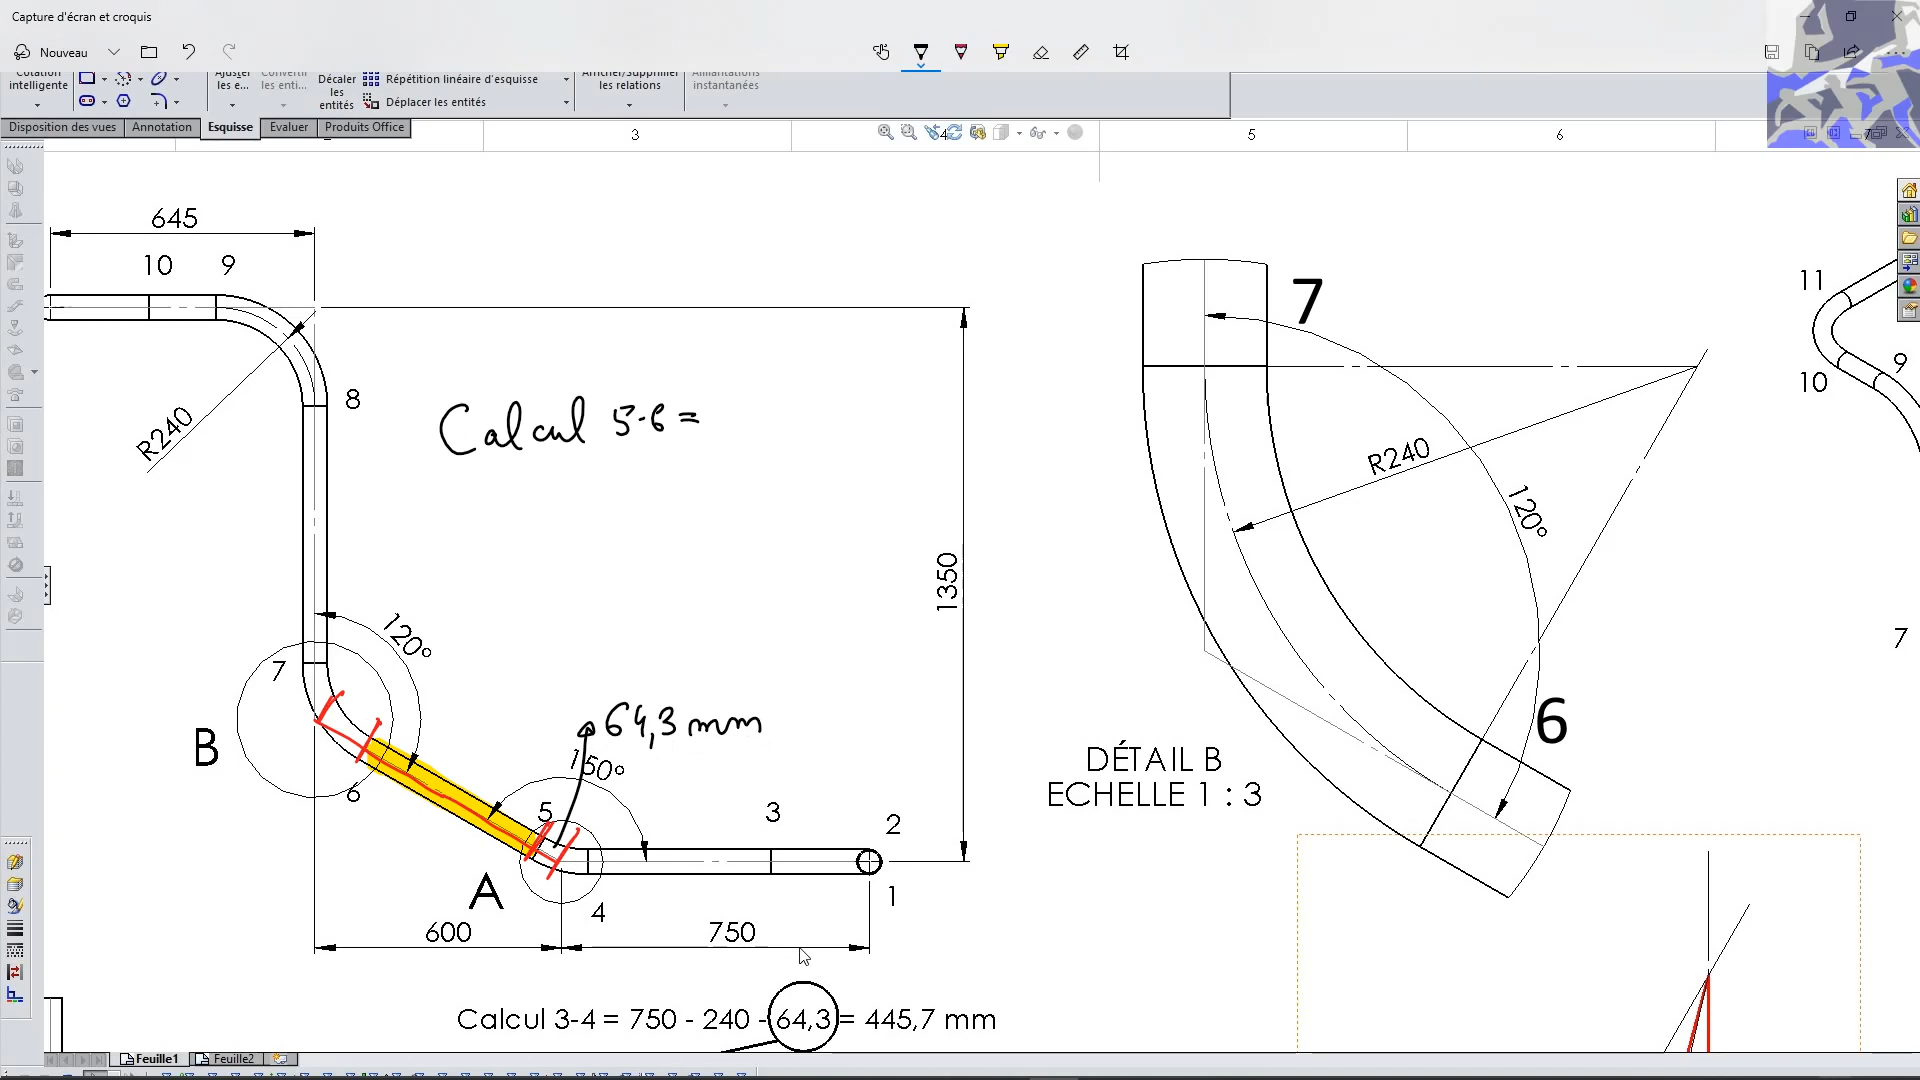 Capture d'écran et croquis
Nouveau
Cotation intelligente
Ajuster les e...
Convertir les enti...
Décaler les entités
Répétition linéaire d'esquisse
Déplacer les entités
Afficher/Supprimer les relations
Alimantations instantanées
Disposition des vues
Annotation
Esquisse
Evaluer
Produits Office
3
4
5
6
7
645
10
9
8
R240
Calcul 5-6 =
1350
120°
7
B
6
64,3 mm
150°
5
3
2
A
4
1
600
750
Calcul 3-4 = 750 - 240 - 64,3 = 445,7 mm
7
R240
120°
6
DÉTAIL B
ECHELLE 1 : 3
11
9
10
7
Feuille1
Feuille2